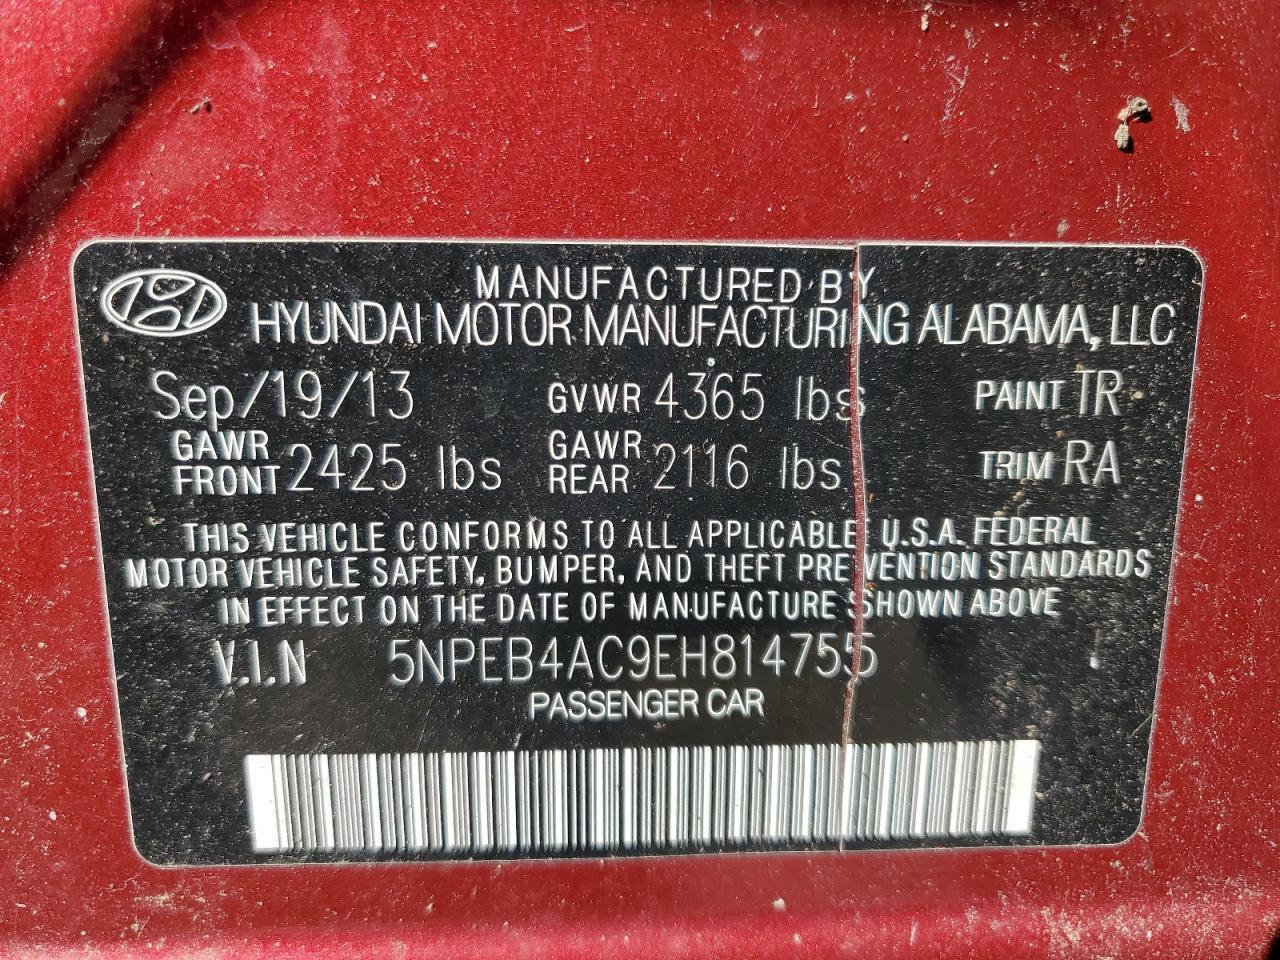 MANUFACTURED BY
HYUNDAI MOTOR MANUFACTURING ALABAMA, LLC
Sep/19/13 GVWR 4365 lbs PAINT TR
GAWR FRONT 2425 lbs GAWR REAR 2116 lbs TRIM RA
THIS VEHICLE CONFORMS TO ALL APPLICABLE U.S.A. FEDERAL
MOTOR VEHICLE SAFETY, BUMPER, AND THEFT PREVENTION STANDARDS
IN EFFECT ON THE DATE OF MANUFACTURE SHOWN ABOVE
V.I.N 5NPEB4AC9EH814755
PASSENGER CAR